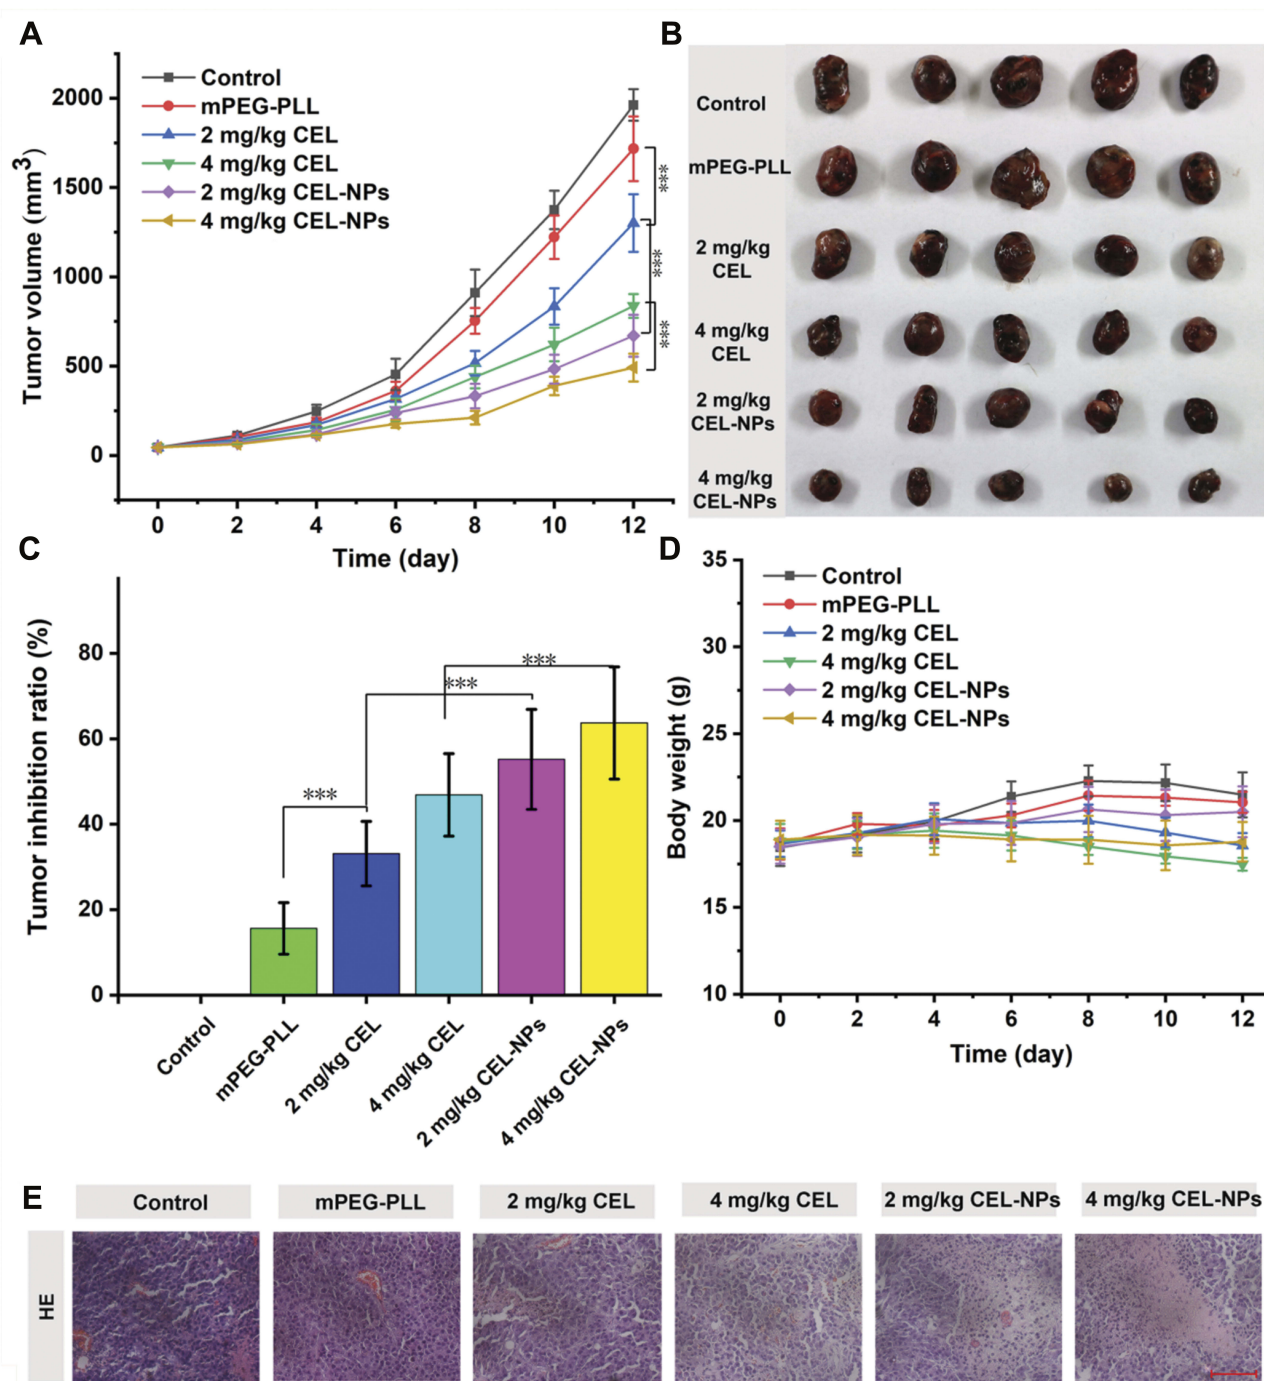 A
Tumor volume (mm³)
2000
1500
1000
500
0
Control
mPEG-PLL
2 mg/kg CEL
4 mg/kg CEL
2 mg/kg CEL-NPs
4 mg/kg CEL-NPs
***
***
***
0 2 4 6 8 10 12
Time (day)
B
Control
mPEG-PLL
2 mg/kg
CEL
4 mg/kg
CEL
2 mg/kg
CEL-NPs
4 mg/kg
CEL-NPs
C
Tumor inhibition ratio (%)
80
60
40
20
0
***
***
***
Control
mPEG-PLL
2 mg/kg CEL
4 mg/kg CEL
2 mg/kg CEL-NPs
4 mg/kg CEL-NPs
D
Body weight (g)
35
30
25
20
15
10
Control
mPEG-PLL
2 mg/kg CEL
4 mg/kg CEL
2 mg/kg CEL-NPs
4 mg/kg CEL-NPs
0 2 4 6 8 10 12
Time (day)
E
Control mPEG-PLL 2 mg/kg CEL 4 mg/kg CEL 2 mg/kg CEL-NPs 4 mg/kg CEL-NPs
HE